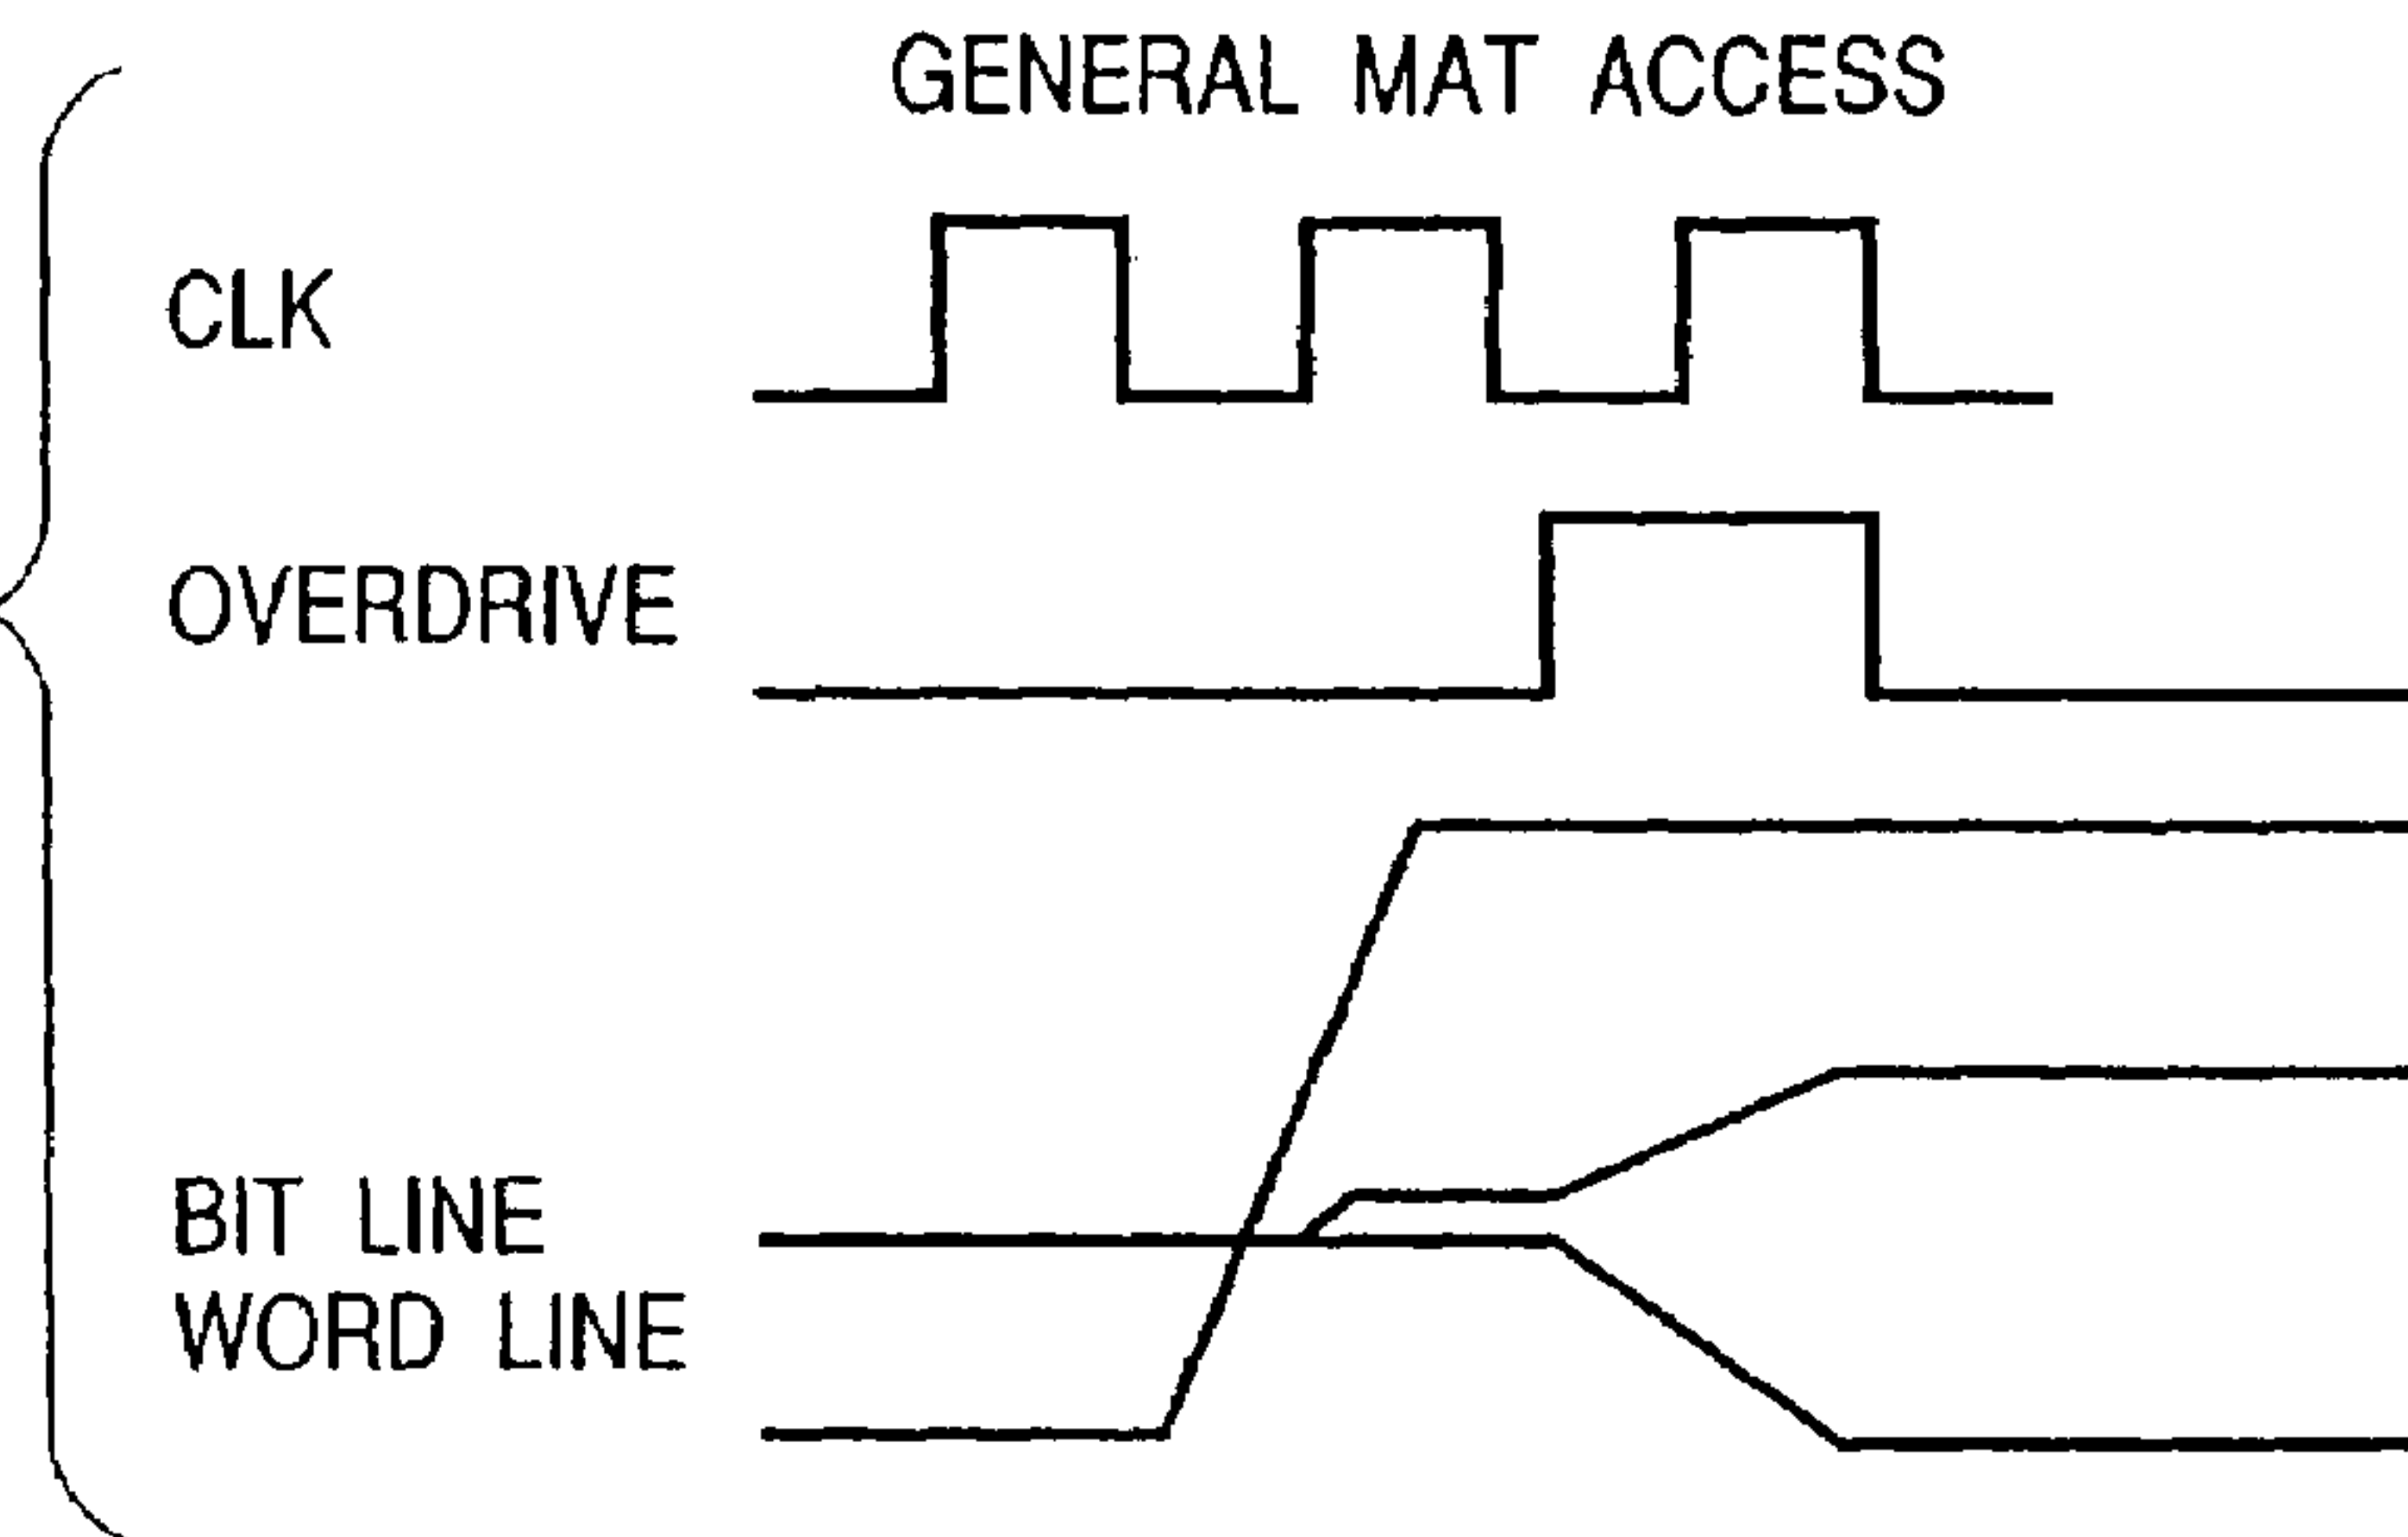 GENERAL MAT ACCESS
CLK
OVERDRIVE
BIT LINE
WORD LINE